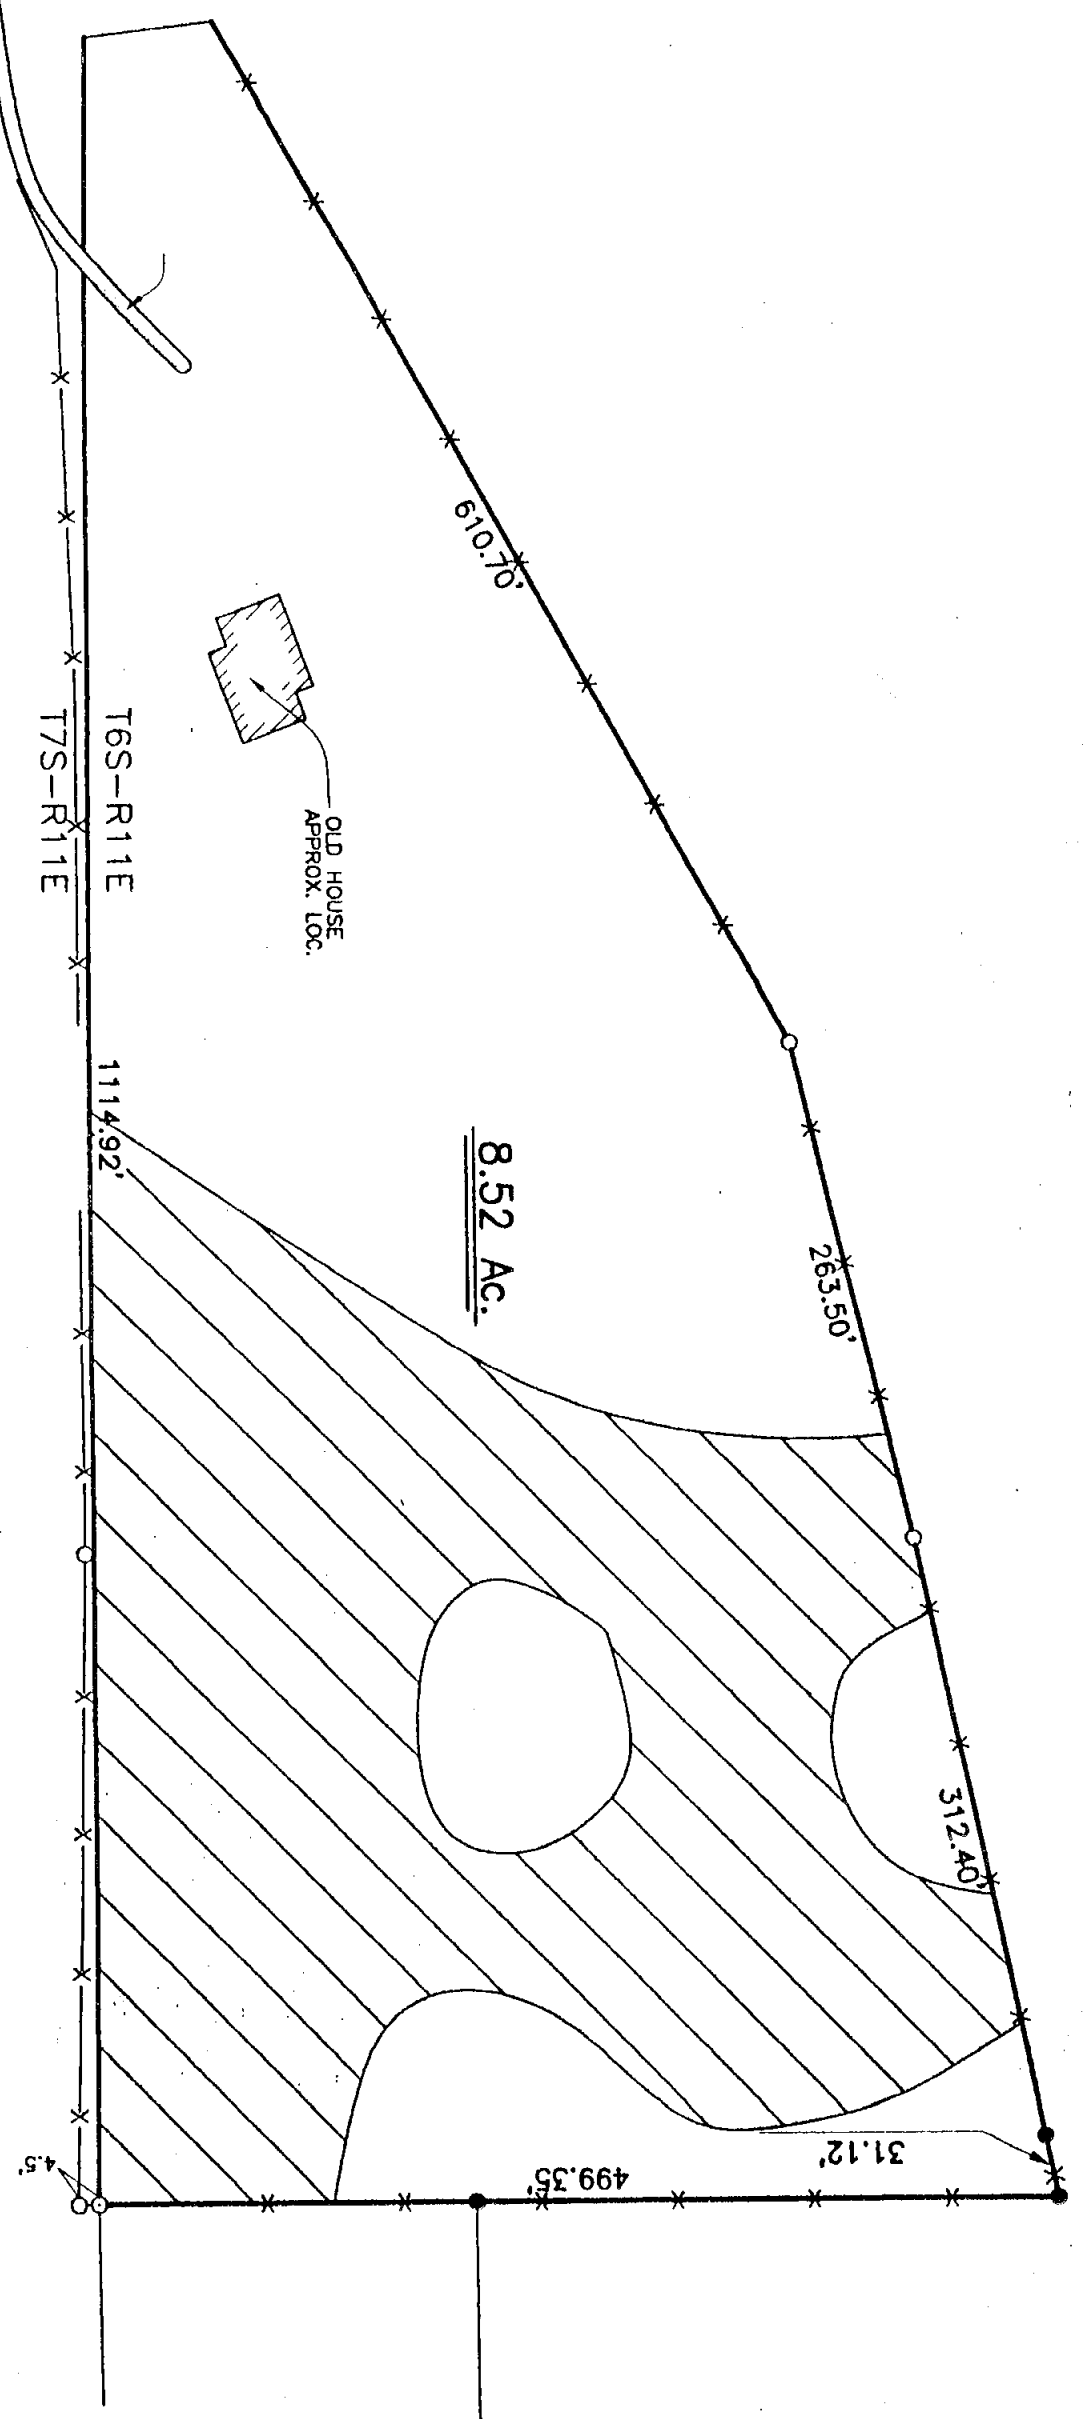 610.70'
T6S-R11E
T7S-R11E
OLD HOUSE
APPROX. LOC.
1114.92'
8.52 Ac.
263.50'
312.40'
31.12'
499.35'
4.5'